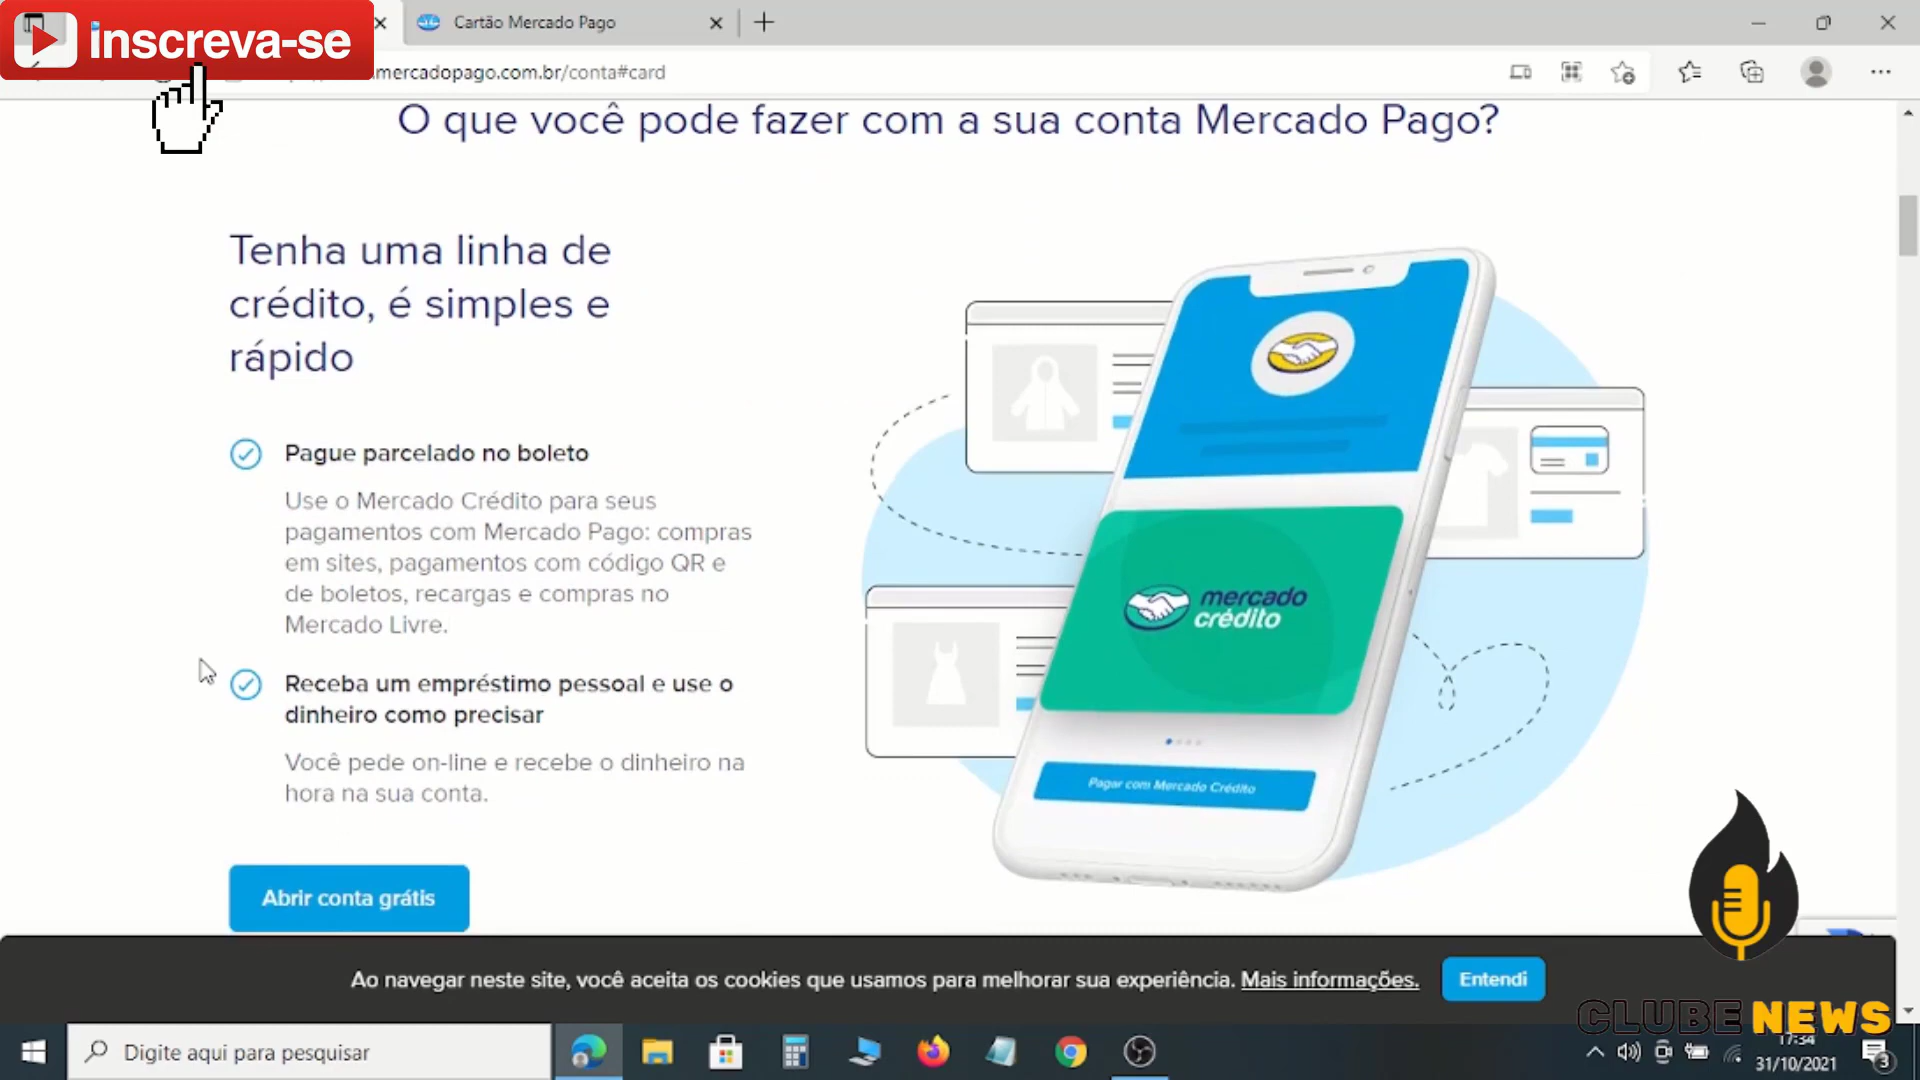 inscreva-se
Cartão Mercado Pago
mercadopago.com.br/conta#card
O que você pode fazer com a sua conta Mercado Pago?
Tenha uma linha de
crédito, é simples e
rápido
Pague parcelado no boleto
Use o Mercado Crédito para seus
pagamentos com Mercado Pago: compras
em sites, pagamentos com código QR e
de boletos, recargas e compras no
Mercado Livre.
Receba um empréstimo pessoal e use o
dinheiro como precisar
Você pede on-line e recebe o dinheiro na
hora na sua conta.
Abrir conta grátis
mercado
crédito
Pagar com Mercado Crédito
Ao navegar neste site, você aceita os cookies que usamos para melhorar sua experiência. Mais informações.
Entendi
CLUBE NEWS
Digite aqui para pesquisar
17:34
31/10/2021
3